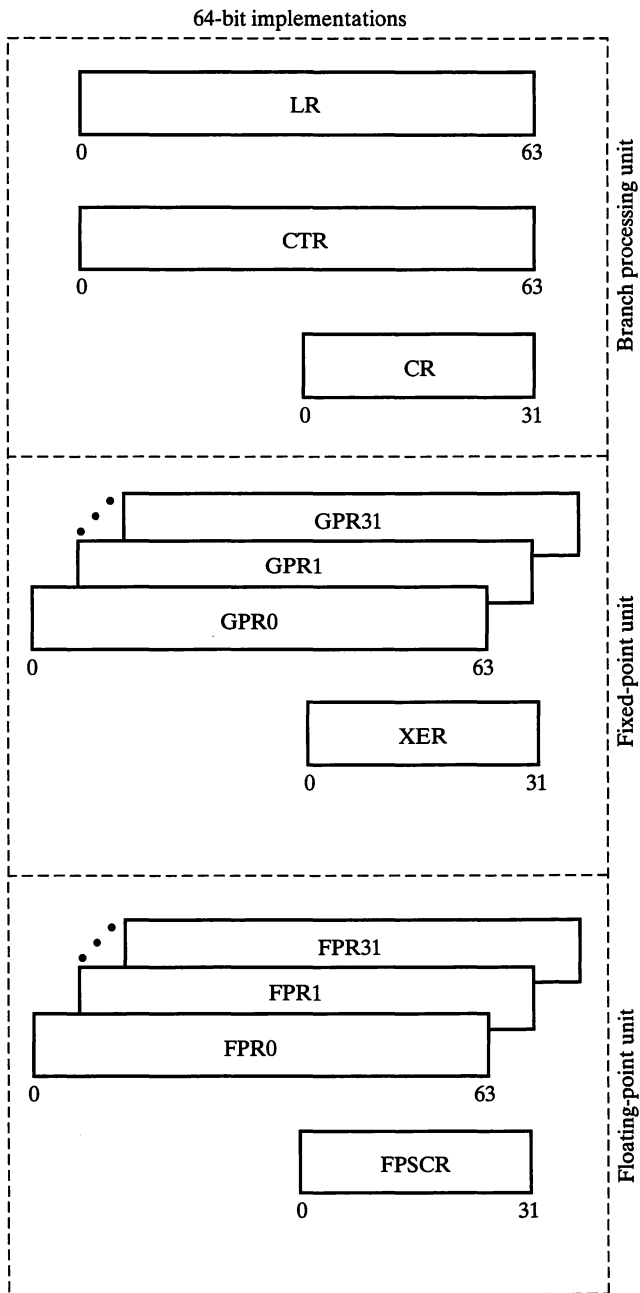 64-bit implementations
LR
0 63
CTR
0 63
CR
0 31
Branch processing unit
GPR31
GPR1
GPR0
0 63
XER
0 31
Fixed-point unit
FPR31
FPR1
FPR0
0 63
FPSCR
0 31
Floating-point unit